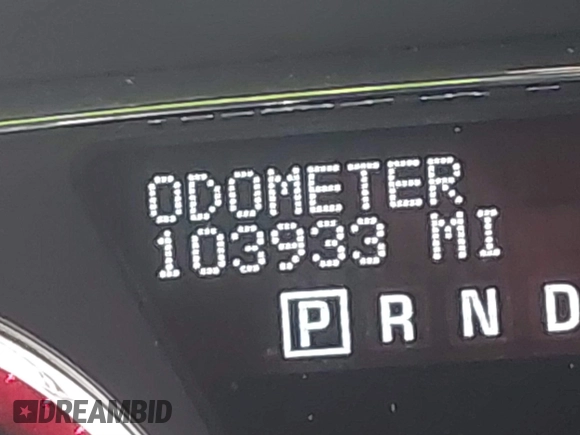 ODOMETER
103933 MI
P R N D
DREAMBID